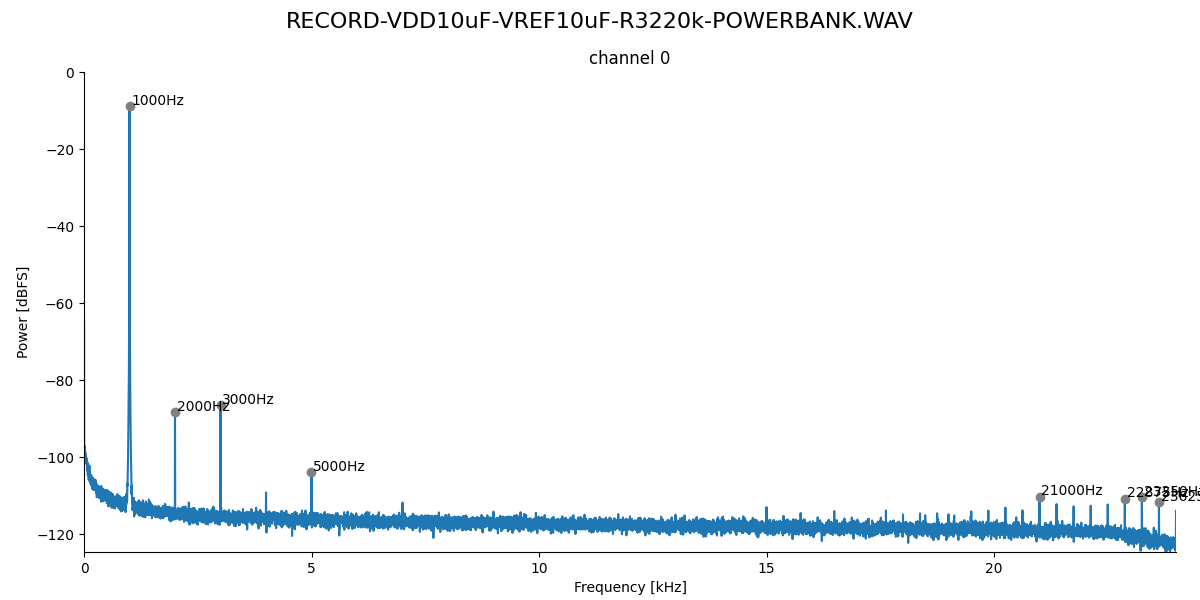 RECORD-VDD10uF-VREF10uF-R3220k-POWERBANK.WAV
channel 0
Power [dBFS]
0
−20
−40
−60
−80
−100
−120
1000Hz
2000Hz
3000Hz
5000Hz
21000Hz
0
5
10
15
20
Frequency [kHz]